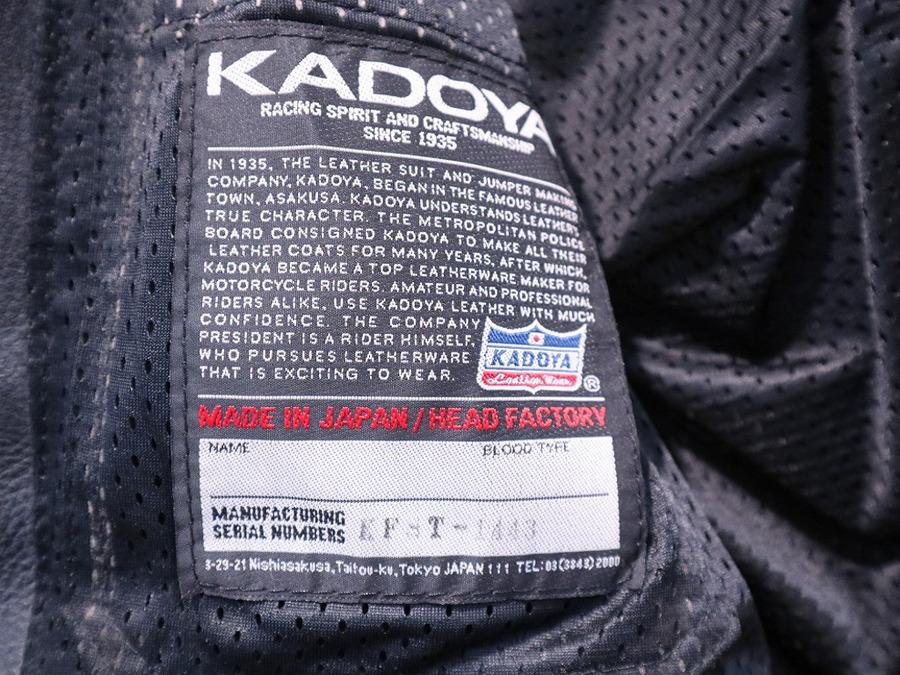 KADOYA
RACING SPIRIT AND CRAFTSMANSHIP
SINCE 1935
IN 1935, THE LEATHER SUIT AND JUMPER MAKING
COMPANY, KADOYA, BEGAN IN THE FAMOUS LEATHER
TOWN, ASAKUSA. KADOYA UNDERSTANDS LEATHER'S
TRUE CHARACTER. THE METROPOLITAN POLICE
BOARD CONSIGNED KADOYA TO MAKE ALL THEIR
LEATHER COATS FOR MANY YEARS, AFTER WHICH,
KADOYA BECAME A TOP LEATHERWARE MAKER FOR
MOTORCYCLE RIDERS. AMATEUR AND PROFESSIONAL
RIDERS ALIKE, USE KADOYA LEATHER WITH MUCH
CONFIDENCE. THE COMPANY
PRESIDENT IS A RIDER HIMSELF,
WHO PURSUES LEATHERWARE
THAT IS EXCITING TO WEAR.
KADOYA
Leather Wear
®
MADE IN JAPAN / HEAD FACTORY
NAME BLOOD TYPE
MANUFACTURING
SERIAL NUMBERS KF-T-1443
3-29-21 Nishiasakusa, Taitou-ku, Tokyo JAPAN 111 TEL: 03(3843)2000